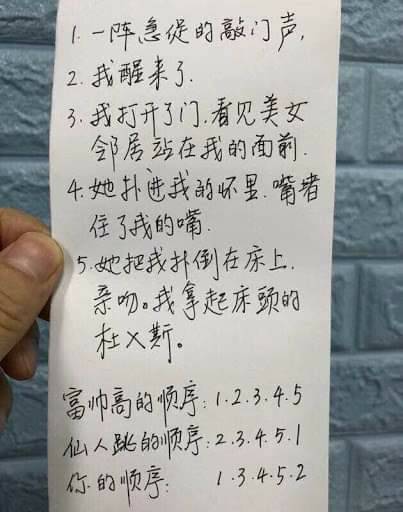 1. 一阵急促的敲门声,
2. 我醒来了.
3. 我打开了门.看见美女
邻居站在我的面前.
4. 她扑进我的怀里.嘴堵
住了我的嘴.
5. 她把我扑倒在床上.
亲吻。我拿起床頭的
杜乂斯。
富帅高的顺序:1.2.3.4.5
仙人跳的顺序:2.3.4.5.1
你的顺序: 1.3.4.5.2